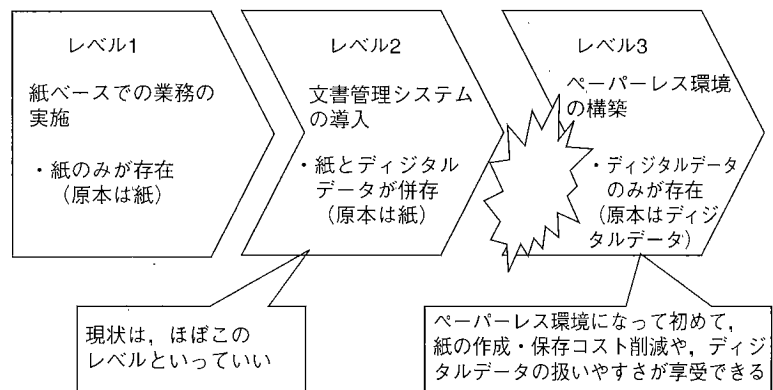 レベル1
紙ベースでの業務の
実施
・紙のみが存在
（原本は紙）
レベル2
文書管理システム
の導入
・紙とディジタル
データが併存
（原本は紙）
レベル3
ペーパーレス環境
の構築
・ディジタルデータ
のみが存在
（原本はディジ
タルデータ）
現状は，ほぼこの
レベルといっていい
ペーパーレス環境になって初めて，
紙の作成・保存コスト削減や，ディジ
タルデータの扱いやすさが享受できる